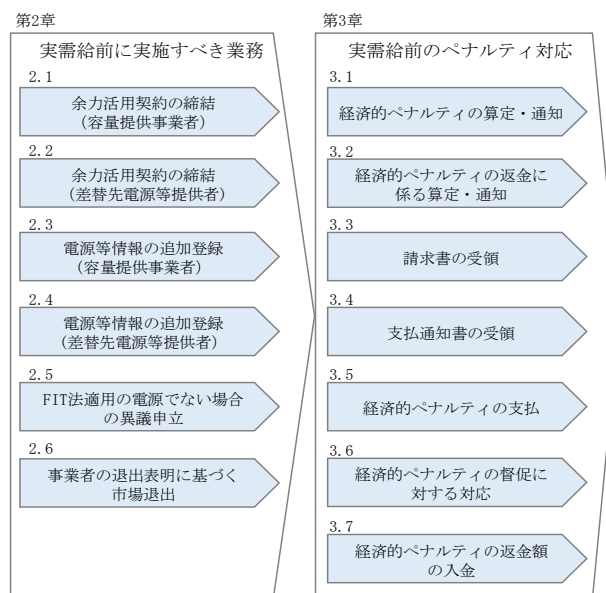 第2章
実需給前に実施すべき業務
2.1
余力活用契約の締結
(容量提供事業者)
2.2
余力活用契約の締結
(差替先電源等提供者)
2.3
電源等情報の追加登録
(容量提供事業者)
2.4
電源等情報の追加登録
(差替先電源等提供者)
2.5
FIT法適用の電源でない場合
の異議申立
2.6
事業者の退出表明に基づく
市場退出
第3章
実需給前のペナルティ対応
3.1
経済的ペナルティの算定・通知
3.2
経済的ペナルティの返金に
係る算定・通知
3.3
請求書の受領
3.4
支払通知書の受領
3.5
経済的ペナルティの支払
3.6
経済的ペナルティの督促に
対する対応
3.7
経済的ペナルティの返金額
の入金